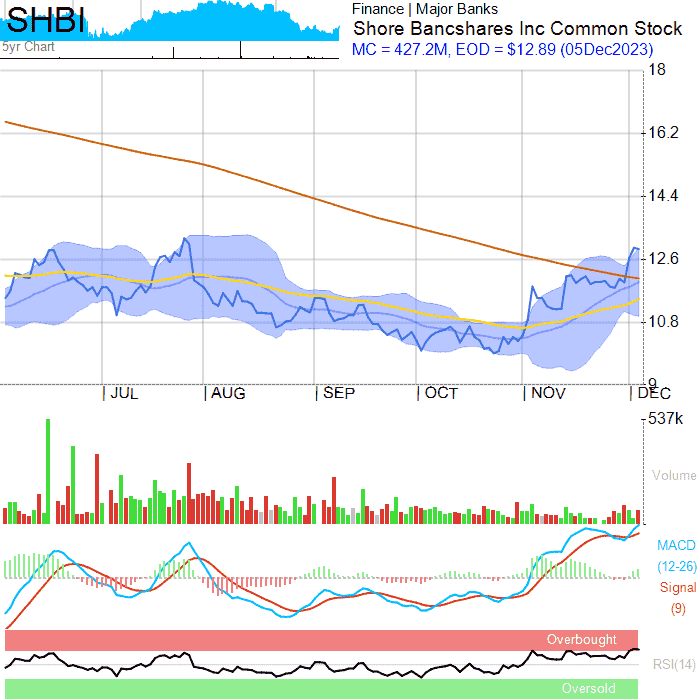 SHBI
5yr Chart
Finance | Major Banks
Shore Bancshares Inc Common Stock
MC = 427.2M, EOD = $12.89 (05Dec2023)
18
16.2
14.4
12.6
10.8
9
| JUL | AUG | SEP | OCT | NOV | DEC
537k
Volume
MACD
(12-26)
Signal
(9)
Overbought
RSI(14)
Oversold